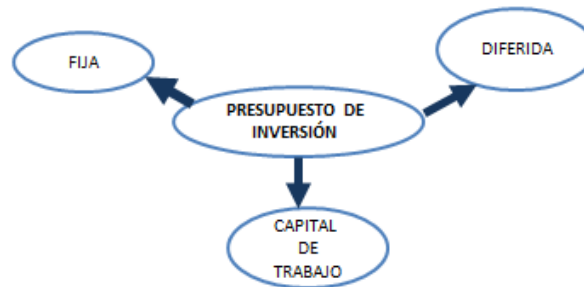 FIJA
DIFERIDA
PRESUPUESTO DE
INVERSIÓN
CAPITAL
DE
TRABAJO